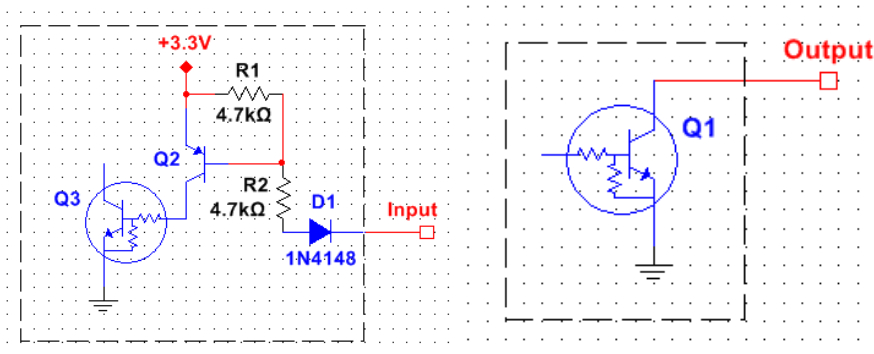 +3.3V
R1
4.7kΩ
Q2
R2
4.7kΩ
Q3
D1
1N4148
Input
Output
Q1